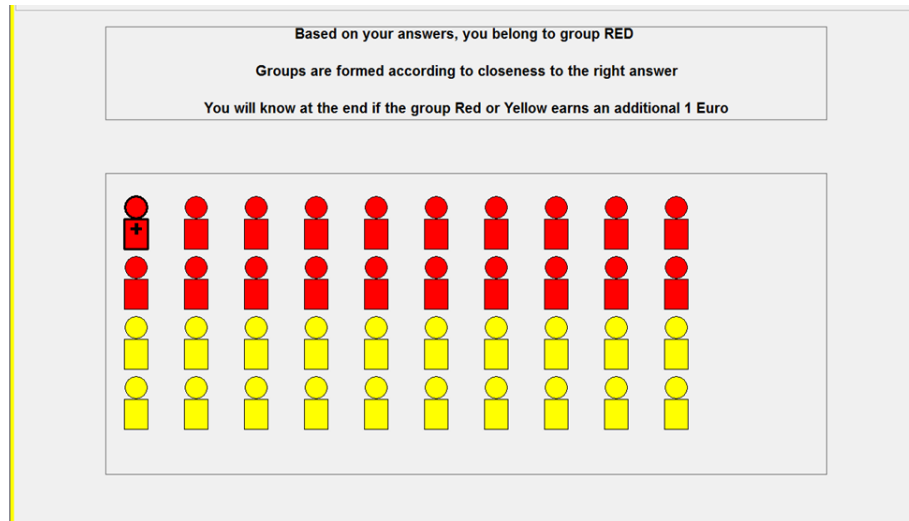 Based on your answers, you belong to group RED
Groups are formed according to closeness to the right answer
You will know at the end if the group Red or Yellow earns an additional 1 Euro
+